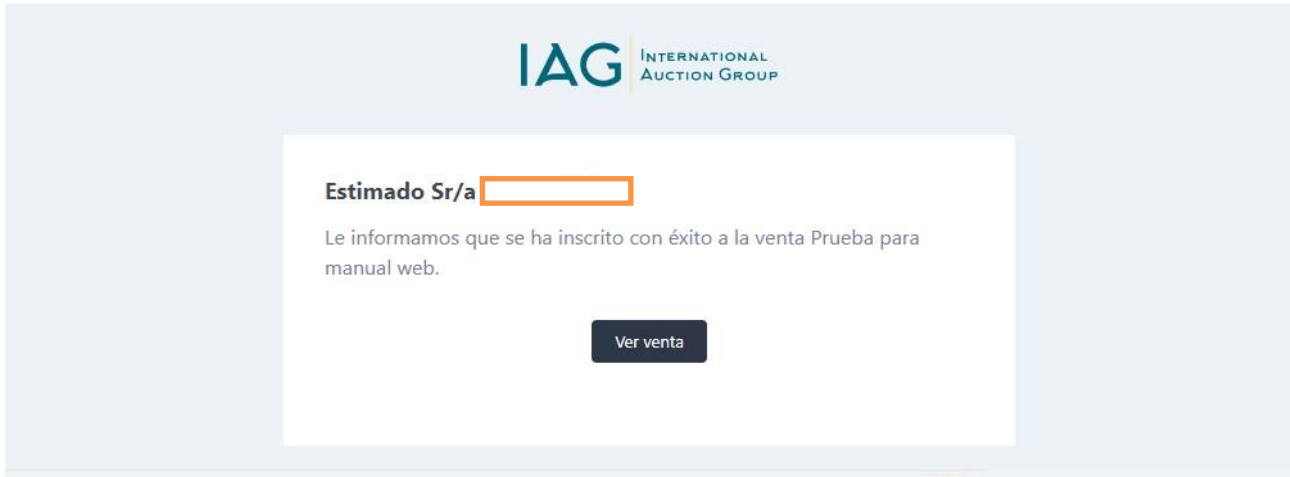 IAG
INTERNATIONAL
AUCTION GROUP
Estimado Sr/a
Le informamos que se ha inscrito con éxito a la venta Prueba para
manual web.
Ver venta